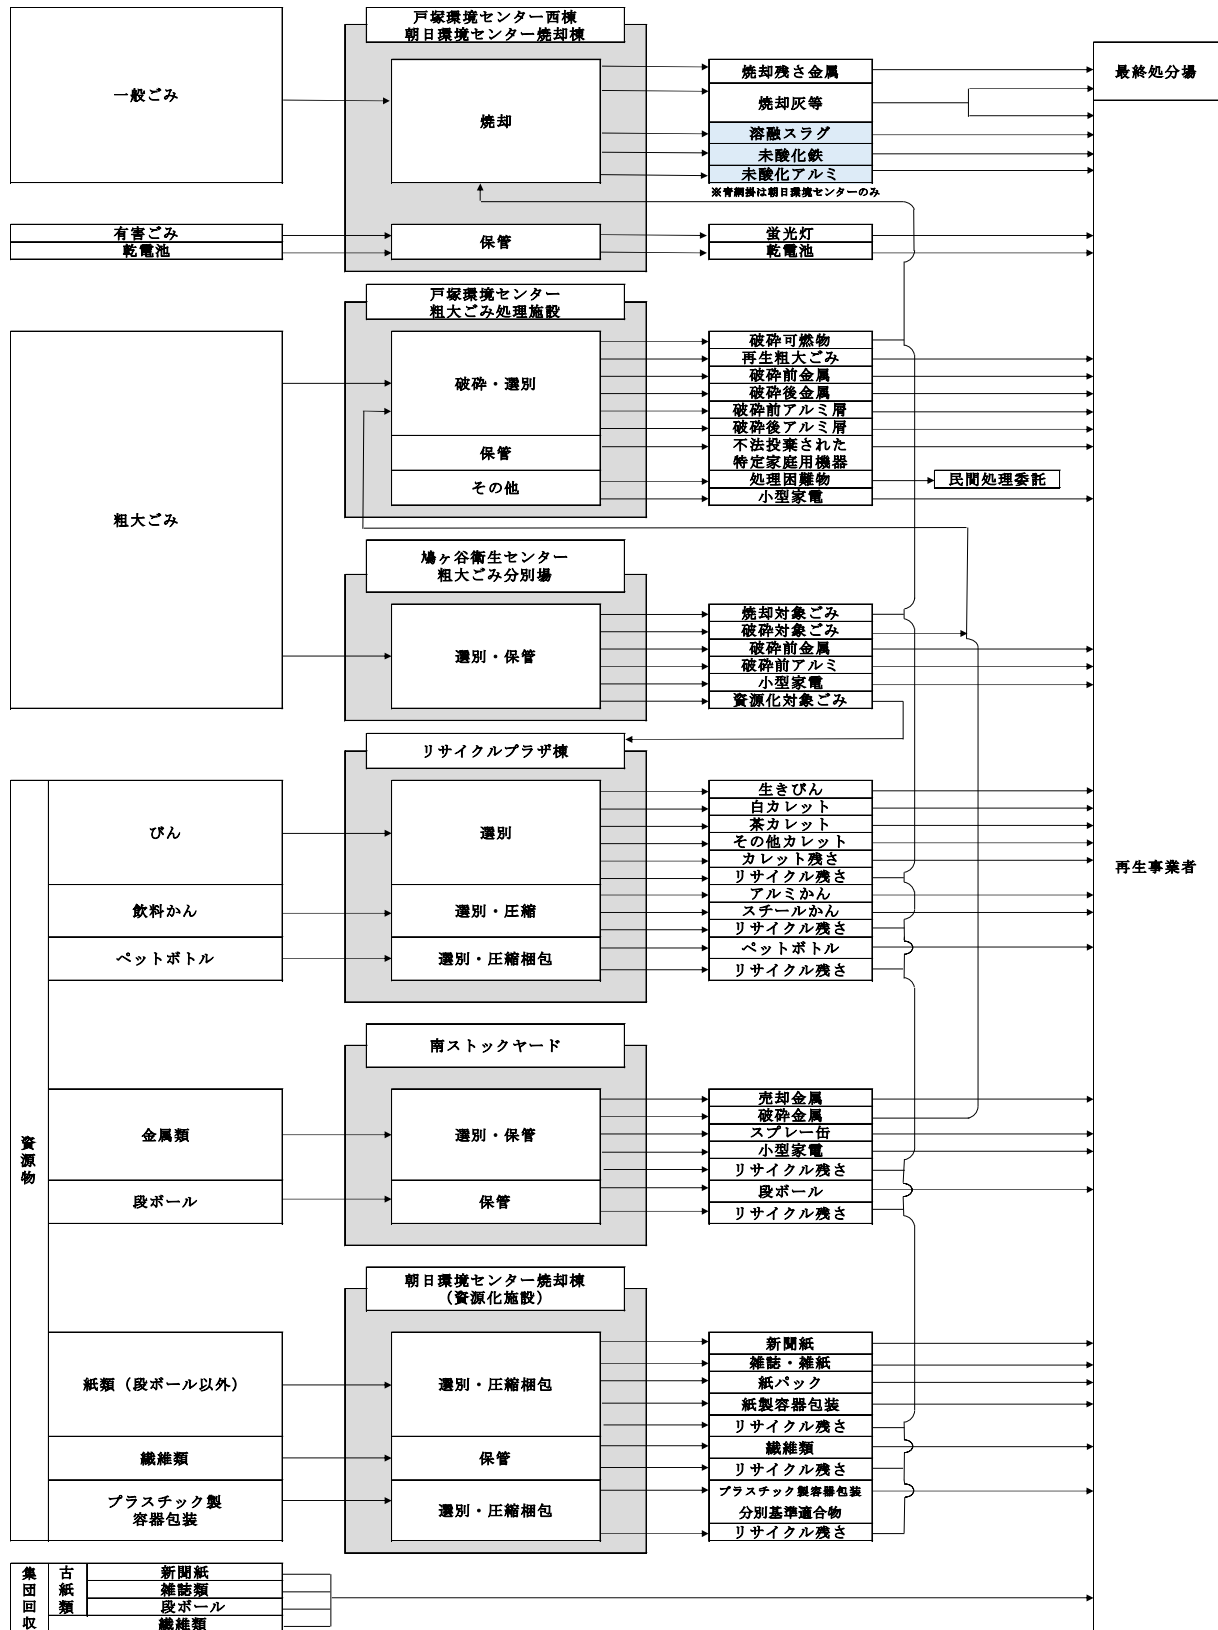 戸塚環境センター西棟
朝日環境センター焼却棟
一般ごみ
焼却
焼却残さ金属
焼却灰等
溶融スラグ
未酸化鉄
未酸化アルミ
※青網掛は朝日環境センターのみ
最終処分場
有害ごみ
乾電池
保管
蛍光灯
乾電池
戸塚環境センター
粗大ごみ処理施設
粗大ごみ
破砕・選別
保管
その他
破砕可燃物
再生粗大ごみ
破砕前金属
破砕後金属
破砕前アルミ屑
破砕後アルミ屑
不法投棄された
特定家庭用機器
処理困難物
小型家電
民間処理委託
鳩ヶ谷衛生センター
粗大ごみ分別場
選別・保管
焼却対象ごみ
破砕対象ごみ
破砕前金属
破砕前アルミ
小型家電
資源化対象ごみ
リサイクルプラザ棟
資源物
びん
飲料かん
ペットボトル
選別
選別・圧縮
選別・圧縮梱包
生きびん
白カレット
茶カレット
その他カレット
カレット残さ
リサイクル残さ
アルミかん
スチールかん
リサイクル残さ
ペットボトル
リサイクル残さ
再生事業者
南ストックヤード
金属類
段ボール
選別・保管
保管
売却金属
破砕金属
スプレー缶
小型家電
リサイクル残さ
段ボール
リサイクル残さ
朝日環境センター焼却棟
(資源化施設)
紙類(段ボール以外)
繊維類
プラスチック製
容器包装
選別・圧縮梱包
保管
選別・圧縮梱包
新聞紙
雑誌・雑紙
紙パック
紙製容器包装
リサイクル残さ
繊維類
リサイクル残さ
プラスチック製容器包装
分別基準適合物
リサイクル残さ
集団回収
古紙類
新聞紙
雑誌類
段ボール
繊維類